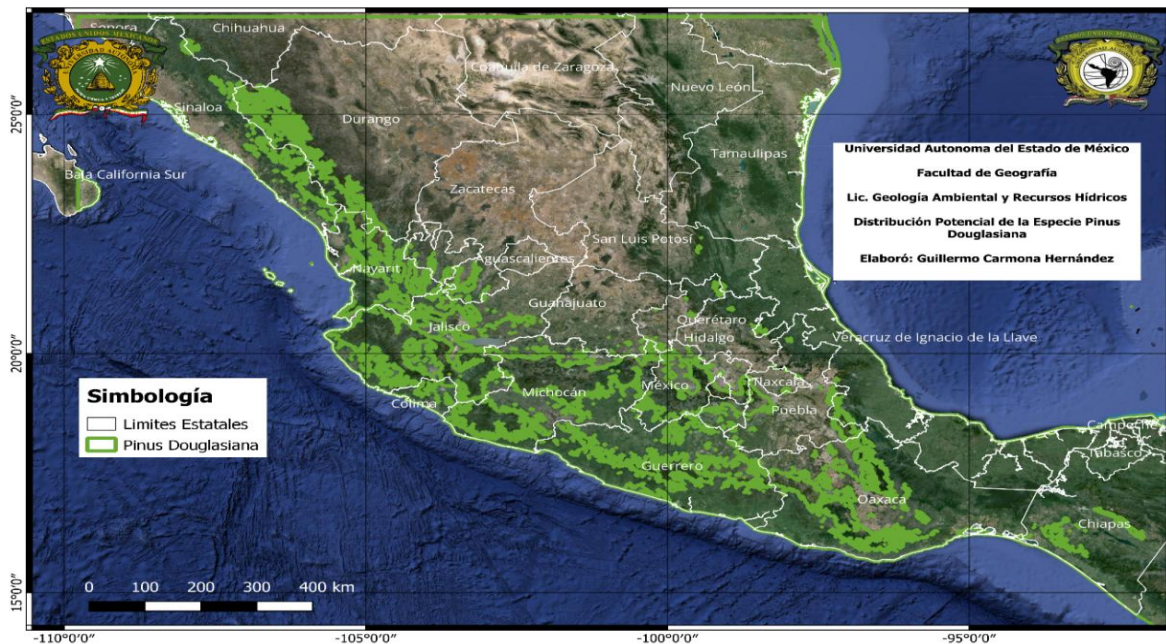 ESTADOS UNIDOS MEXICANOS
Sonora
Chihuahua
Coahuila de Zaragoza
Nuevo León
Sinaloa
Durango
Tamaulipas
Baja California Sur
Zacatecas
San Luis Potosí
Nayarit
Aguascalientes
Guanajuato
Querétaro
Hidalgo
Jalisco
Veracruz de Ignacio de la Llave
Michocán
México
Tlaxcala
Colima
Puebla
Campeche
Tabasco
Guerrero
Oaxaca
Chiapas
Universidad Autonoma del Estado de México
Facultad de Geografía
Lic. Geología Ambiental y Recursos Hídricos
Distribución Potencial de la Especie Pinus
Douglasiana
Elaboró: Guillermo Carmona Hernández
Simbología
Limites Estatales
Pinus Douglasiana
0 100 200 300 400 km
25°0'0"
20°0'0"
15°0'0"
-110°0'0" -105°0'0" -100°0'0" -95°0'0"